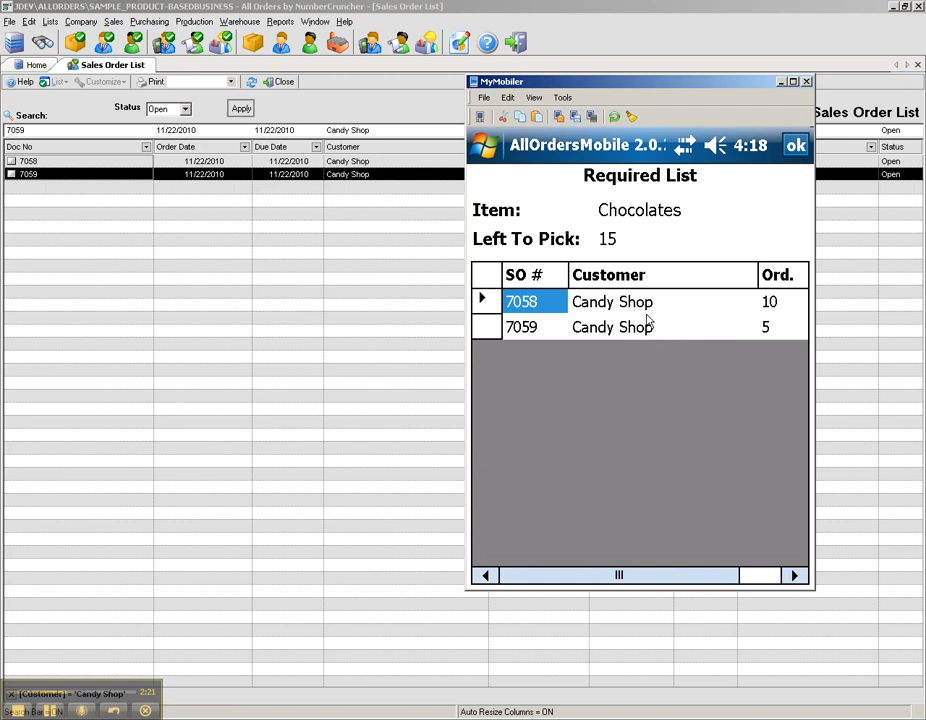 JDEV\ALLORDERS\SAMPLE_PRODUCT-BASEDBUSINESS - All Orders by NumberCruncher - [Sales Order List]
File Edit Lists Company Sales Purchasing Production Warehouse Reports Window Help
Home Sales Order List
Help List Customize Print Close
Search: Status Open Apply Sales Order List
7059 11/22/2010 11/22/2010 Candy Shop Open
Doc No Order Date Due Date Customer Status
7058 11/22/2010 11/22/2010 Candy Shop Open
7059 11/22/2010 11/22/2010 Candy Shop Open
MyMobiler
File Edit View Tools
AllOrdersMobile 2.0.: 4:18 ok
Required List
Item: Chocolates
Left To Pick: 15
SO # Customer Ord.
7058 Candy Shop 10
7059 Candy Shop 5
[Customer] = 'Candy Shop' 2:21
Search Bar = ON Auto Resize Columns = ON